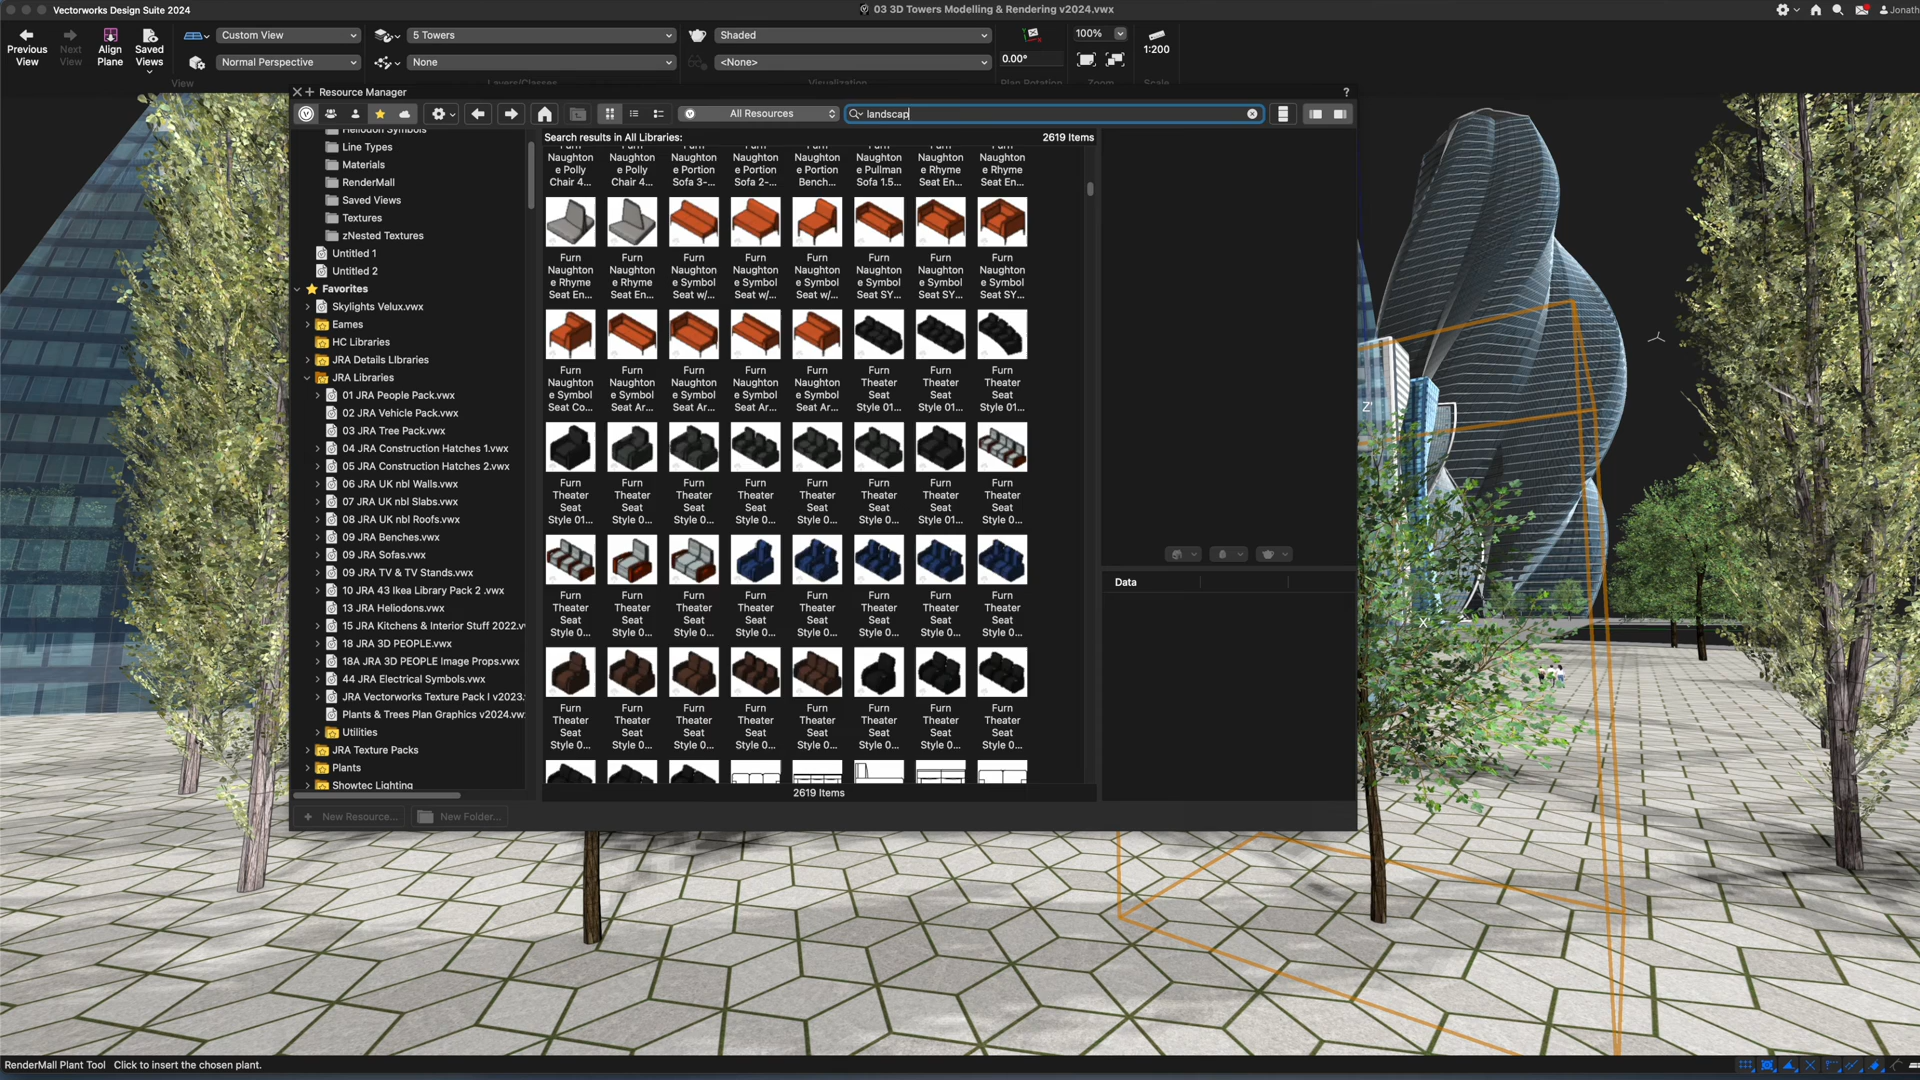 Vectorworks Design Suite 2024
03 3D Towers Modelling & Rendering v2024.vwx
Jonath
Previous View
Next View
Align Plane
Saved Views
Custom View
Normal Perspective
View
5 Towers
None
Layers/Classes
Shaded
<None>
Visualization
0.00°
Plan Rotation
100%
Zoom
1:200
Scale
Resource Manager
?
All Resources
landscap
Heliodon Symbols
Line Types
Materials
RenderMall
Saved Views
Textures
zNested Textures
Untitled 1
Untitled 2
Favorites
Skylights Velux.vwx
Eames
HC Libraries
JRA Details LIbraries
JRA Libraries
01 JRA People Pack.vwx
02 JRA Vehicle Pack.vwx
03 JRA Tree Pack.vwx
04 JRA Construction Hatches 1.vwx
05 JRA Construction Hatches 2.vwx
06 JRA UK nbl Walls.vwx
07 JRA UK nbl Slabs.vwx
08 JRA UK nbl Roofs.vwx
09 JRA Benches.vwx
09 JRA Sofas.vwx
09 JRA TV & TV Stands.vwx
10 JRA 43 Ikea Library Pack 2 .vwx
13 JRA Heliodons.vwx
15 JRA Kitchens & Interior Stuff 2022.v
18 JRA 3D PEOPLE.vwx
18A JRA 3D PEOPLE Image Props.vwx
44 JRA Electrical Symbols.vwx
JRA Vectorworks Texture Pack I v2023.
Plants & Trees Plan Graphics v2024.vw
Utilities
JRA Texture Packs
Plants
Showtec Lighting
New Resource...
New Folder...
Search results in All Libraries:
2619 Items
Furn Furn Furn Furn Furn Furn Furn Furn
Naughton Naughton Naughton Naughton Naughton Naughton Naughton Naughton
e Polly e Polly e Portion e Portion e Portion e Pullman e Rhyme e Rhyme
Chair 4... Chair 4... Sofa 3-... Sofa 2-... Bench... Sofa 1.5... Seat En... Seat En...
Furn Furn Furn Furn Furn Furn Furn Furn
Naughton Naughton Naughton Naughton Naughton Naughton Naughton Naughton
e Rhyme e Rhyme e Symbol e Symbol e Symbol e Symbol e Symbol e Symbol
Seat En... Seat En... Seat w/... Seat w/... Seat w/... Seat SY... Seat SY... Seat SY...
Furn Furn Furn Furn Furn Furn Furn Furn
Naughton Naughton Naughton Naughton Naughton Theater Theater Theater
e Symbol e Symbol e Symbol e Symbol e Symbol Seat Seat Seat
Seat Co... Seat Ar... Seat Ar... Seat Ar... Seat Ar... Style 01... Style 01... Style 01...
Furn Furn Furn Furn Furn Furn Furn Furn
Theater Theater Theater Theater Theater Theater Theater Theater
Seat Seat Seat Seat Seat Seat Seat Seat
Style 01... Style 0... Style 0... Style 0... Style 0... Style 0... Style 01... Style 0...
Furn Furn Furn Furn Furn Furn Furn Furn
Theater Theater Theater Theater Theater Theater Theater Theater
Seat Seat Seat Seat Seat Seat Seat Seat
Style 0... Style 0... Style 0... Style 0... Style 0... Style 0... Style 0... Style 0...
Furn Furn Furn Furn Furn Furn Furn Furn
Theater Theater Theater Theater Theater Theater Theater Theater
Seat Seat Seat Seat Seat Seat Seat Seat
Style 0... Style 0... Style 0... Style 0... Style 0... Style 0... Style 0... Style 0...
2619 Items
Data
Z'
X'
RenderMall Plant Tool Click to insert the chosen plant.